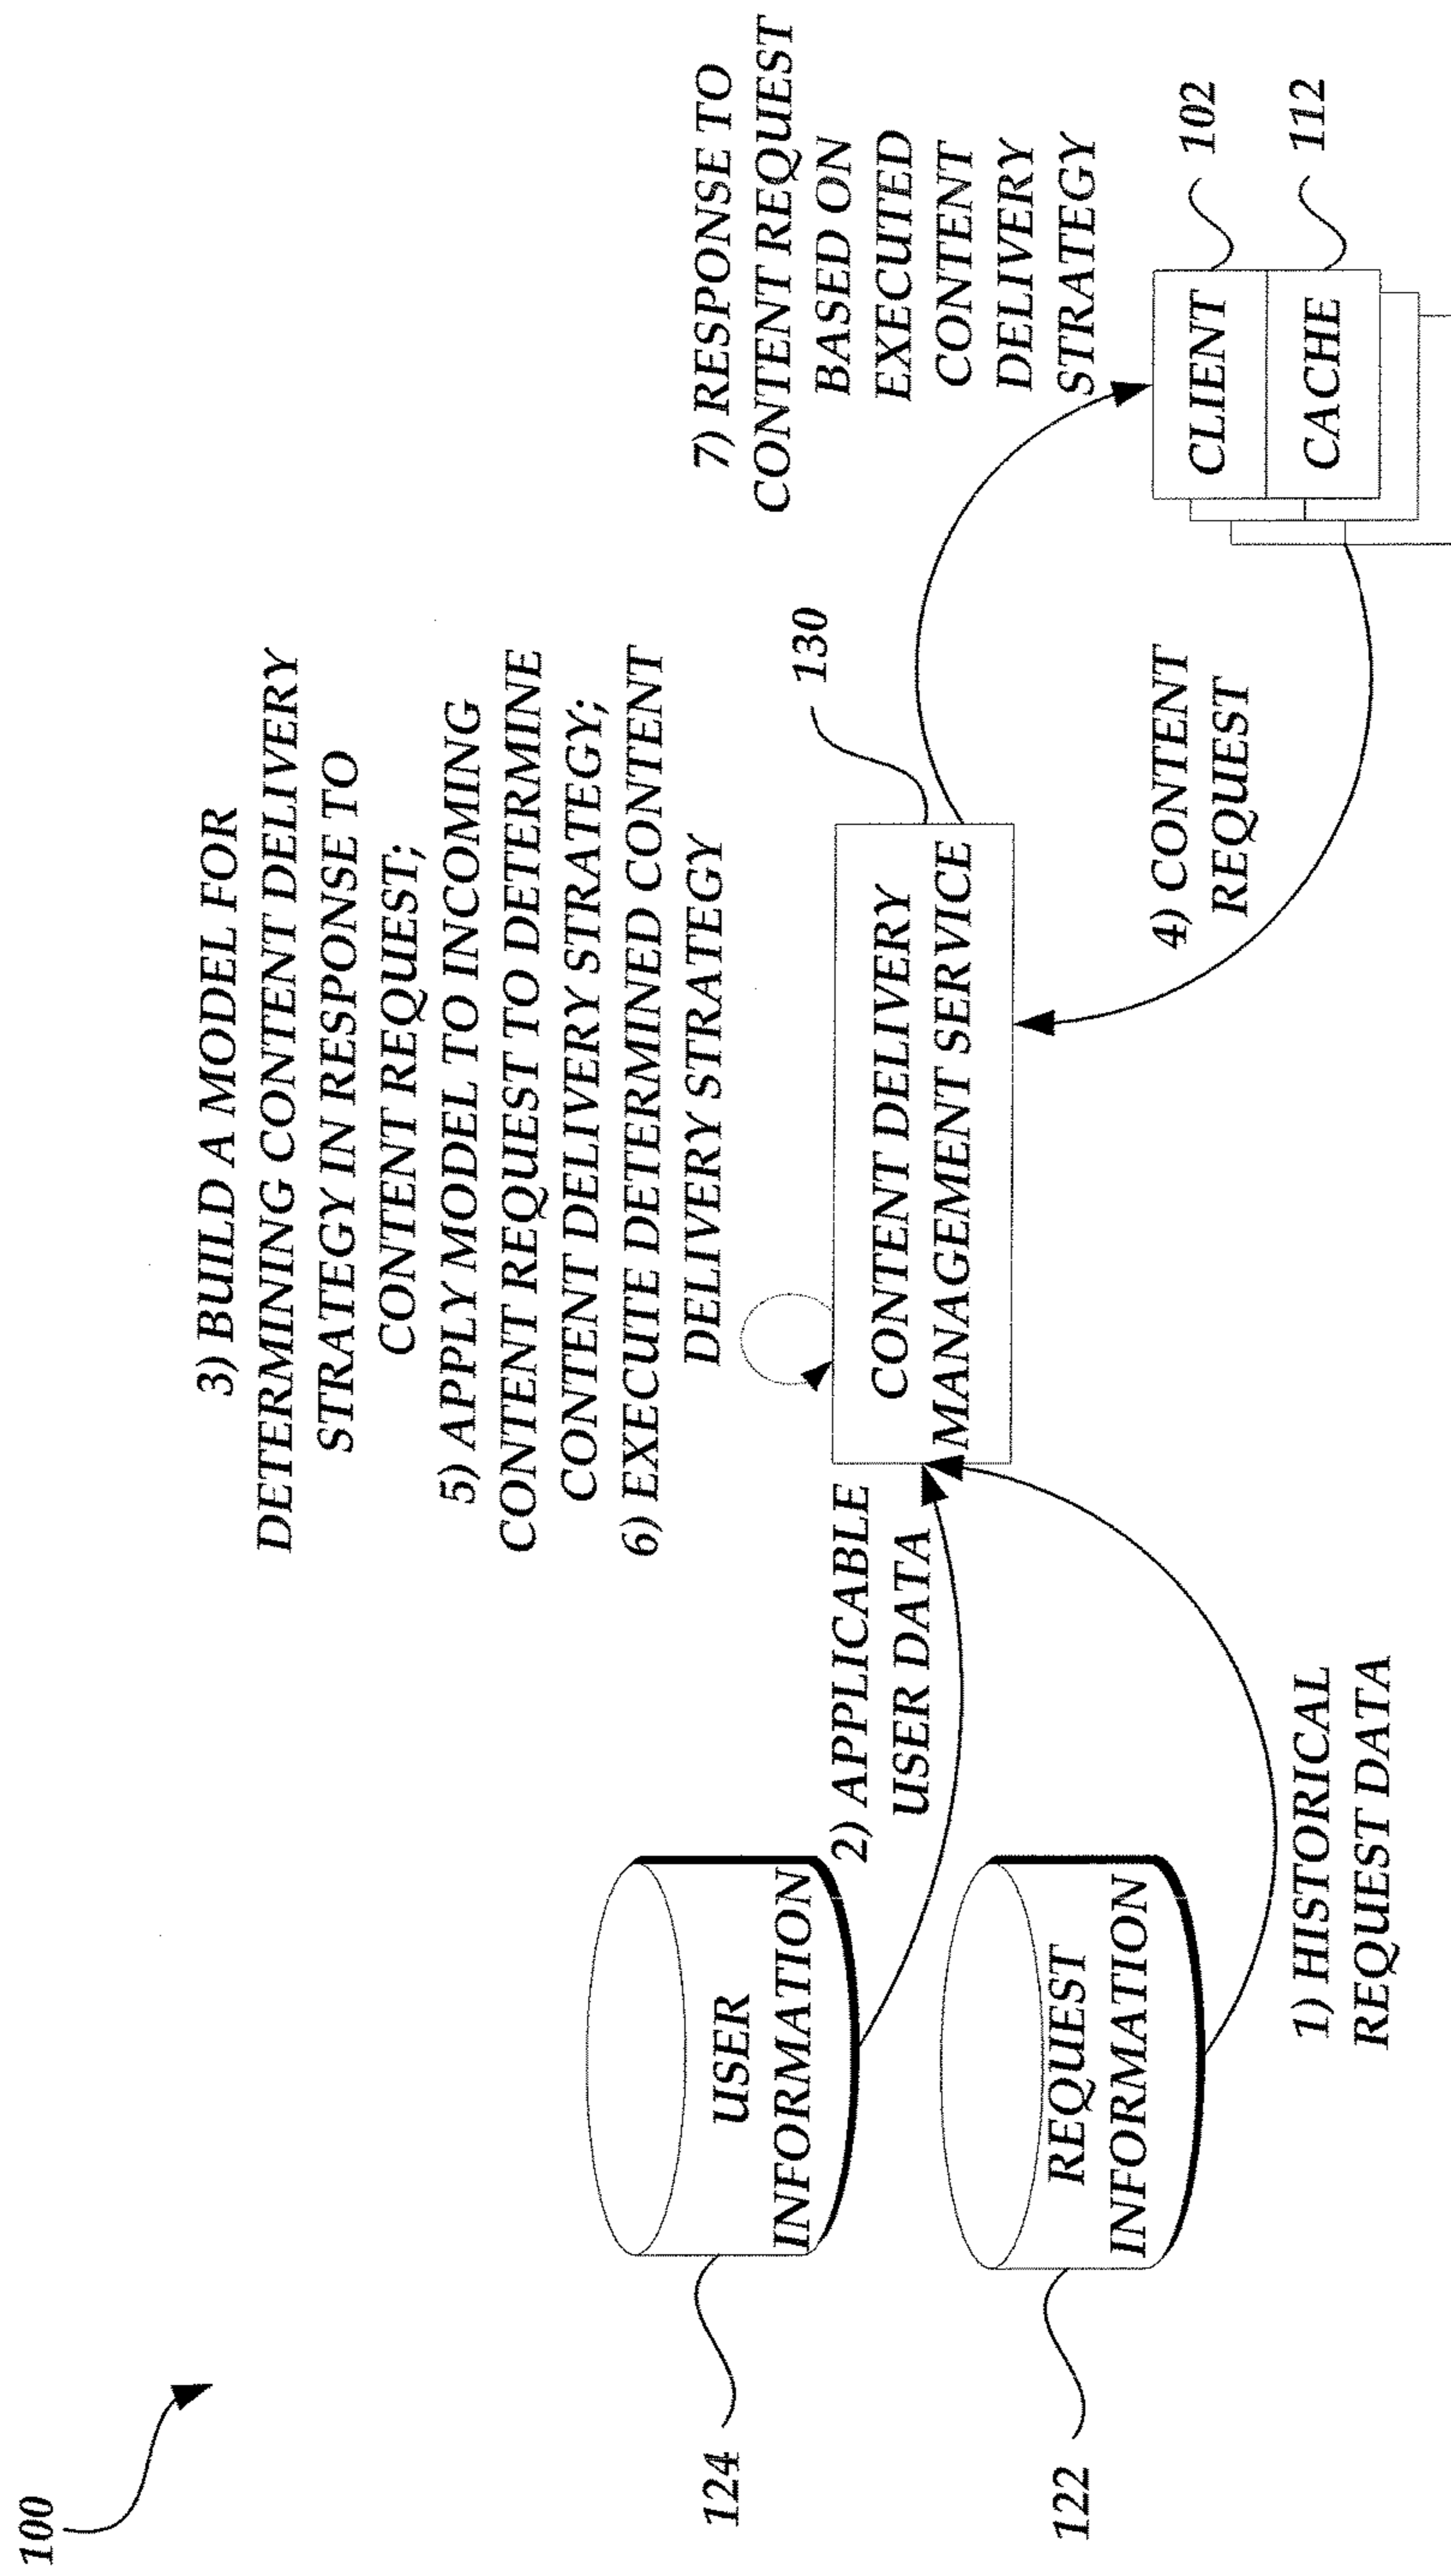 100
3) BUILD A MODEL FOR
DETERMINING CONTENT DELIVERY
STRATEGY IN RESPONSE TO
CONTENT REQUEST;
5) APPLY MODEL TO INCOMING
CONTENT REQUEST TO DETERMINE
CONTENT DELIVERY STRATEGY;
6) EXECUTE DETERMINED CONTENT
DELIVERY STRATEGY
124
USER
INFORMATION
2) APPLICABLE
USER DATA
122
REQUEST
INFORMATION
1) HISTORICAL
REQUEST DATA
130
CONTENT DELIVERY
MANAGEMENT SERVICE
7) RESPONSE TO
CONTENT REQUEST
BASED ON
EXECUTED
CONTENT
DELIVERY
STRATEGY
4) CONTENT
REQUEST
CLIENT
102
CACHE
112